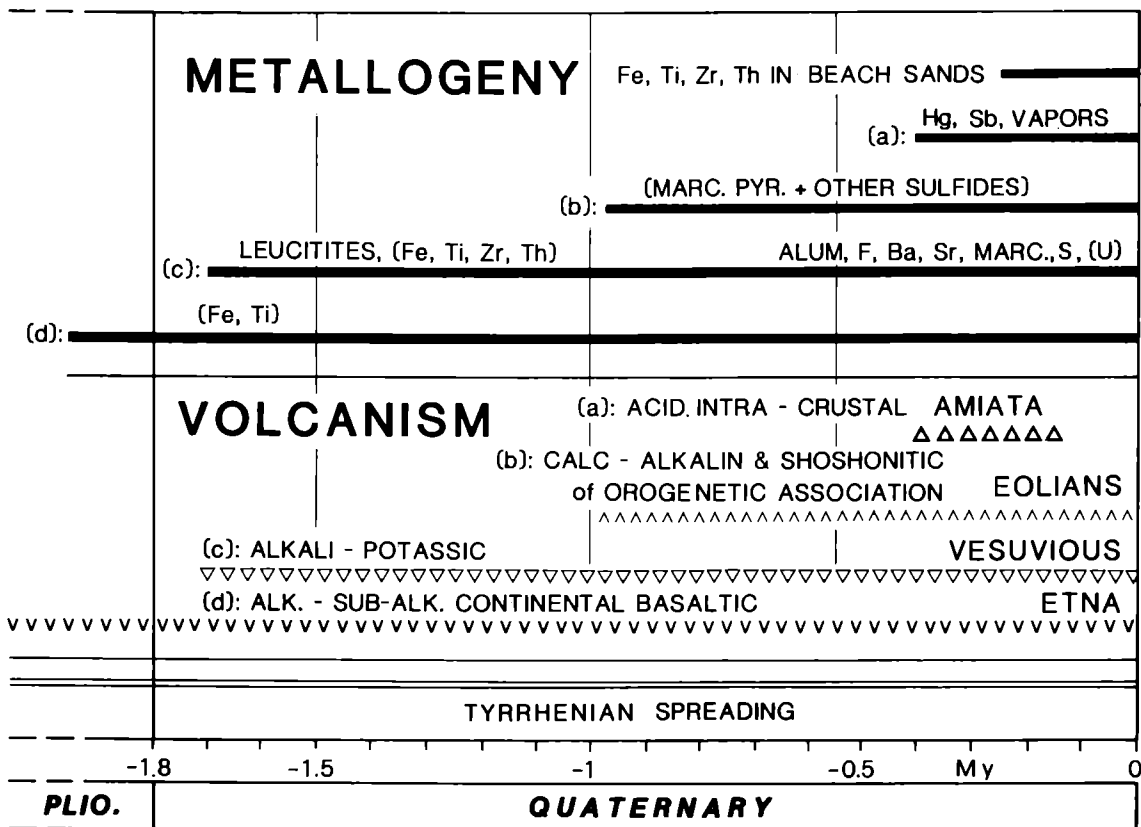 METALLOGENY
Fe, Ti, Zr, Th IN BEACH SANDS
Hg, Sb, VAPORS
(a):
(MARC. PYR. + OTHER SULFIDES)
(b):
LEUCITITES, (Fe, Ti, Zr, Th)
ALUM, F, Ba, Sr, MARC., S, (U)
(c):
(Fe, Ti)
(d):
VOLCANISM
(a): ACID. INTRA - CRUSTAL AMIATA
(b): CALC - ALKALIN & SHOSHONITIC
of OROGENETIC ASSOCIATION EOLIANS
(c): ALKALI - POTASSIC VESUVIOUS
(d): ALK. - SUB-ALK. CONTINENTAL BASALTIC ETNA
TYRRHENIAN SPREADING
-1.8 -1.5 -1 -0.5 My 0
PLIO. QUATERNARY